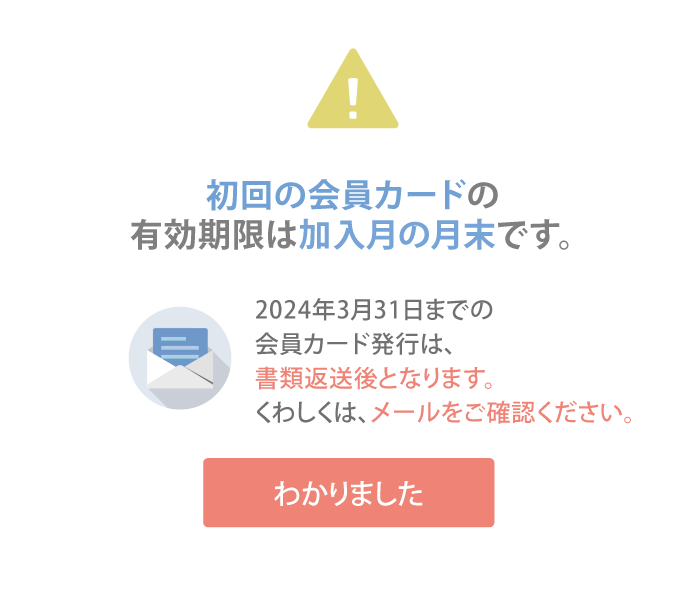 初回の会員カードの
有効期限は加入月の月末です。
2024年3月31日までの
会員カード発行は、
書類返送後となります。
くわしくは、メールをご確認ください。
わかりました